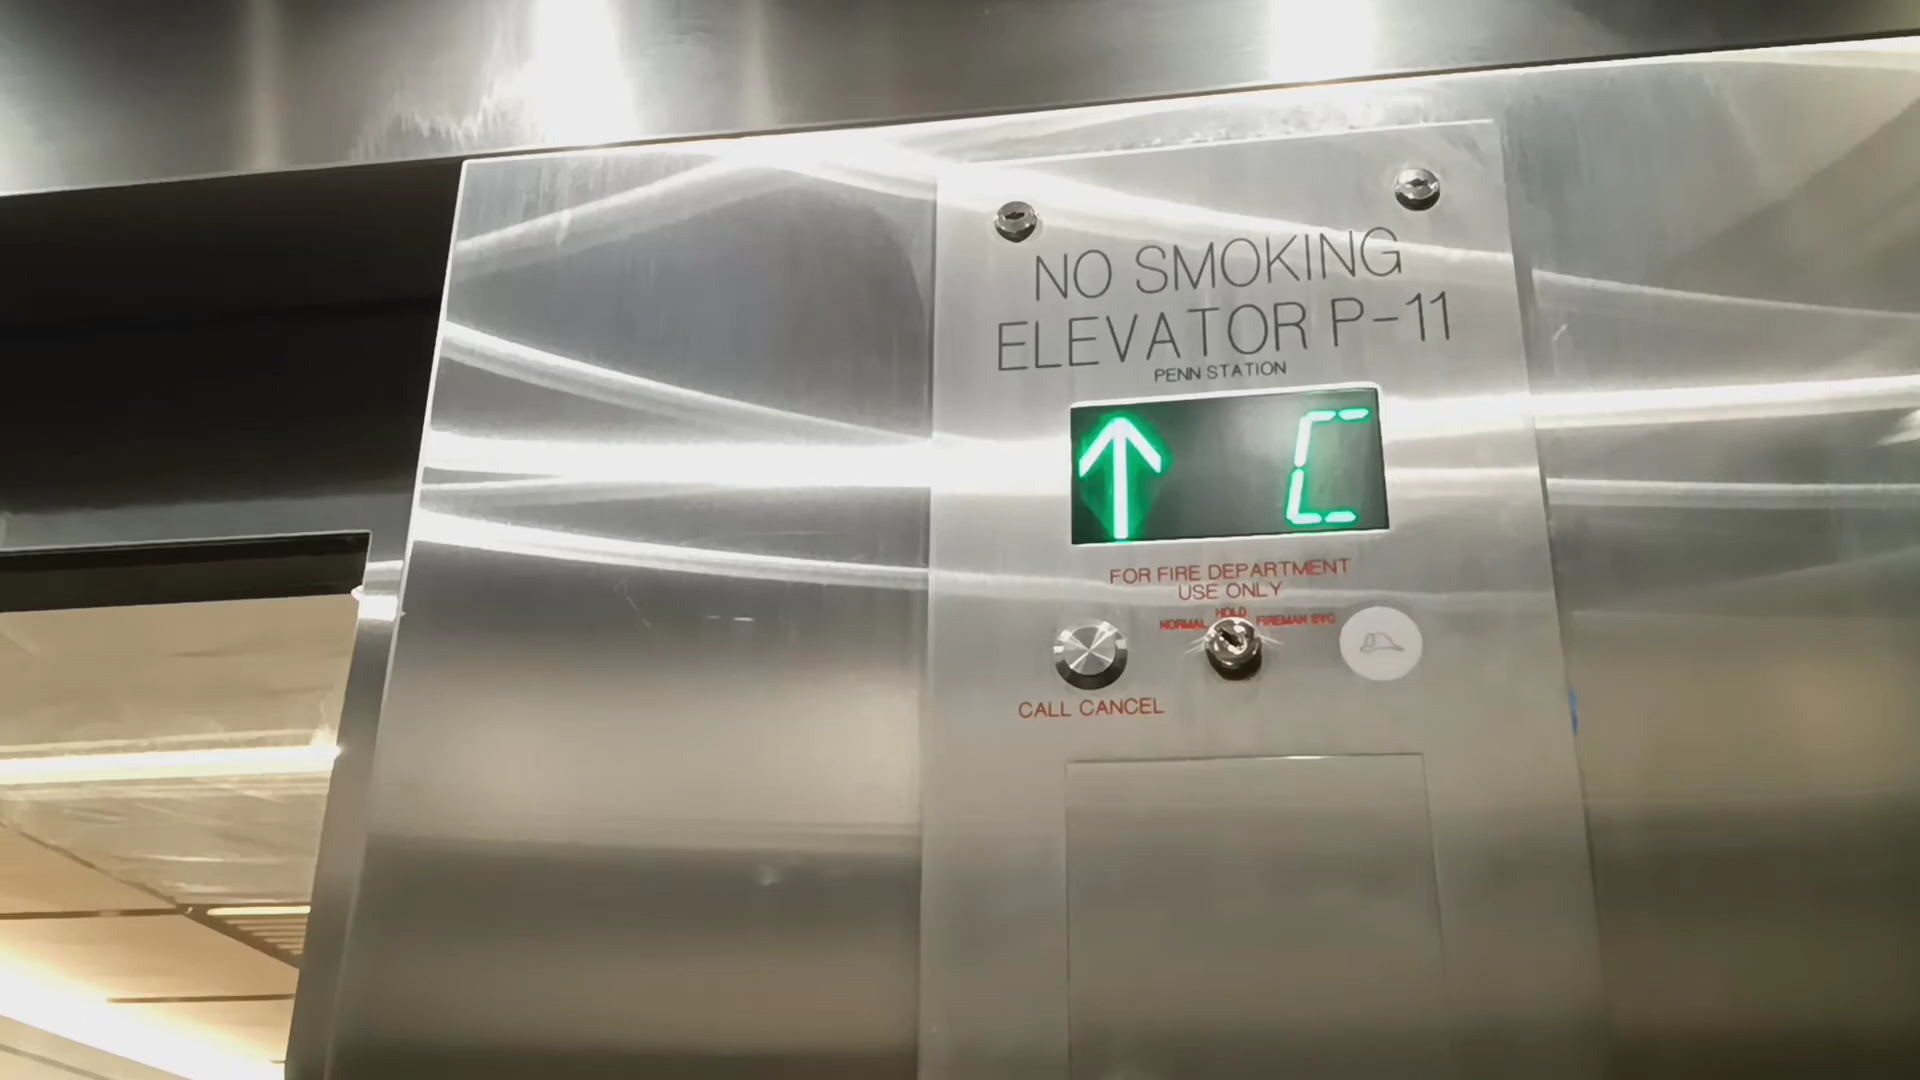 NO SMOKING
ELEVATOR P-11
PENN STATION
C
FOR FIRE DEPARTMENT
USE ONLY
HOLD
NORMAL FIREMAN SVC
CALL CANCEL